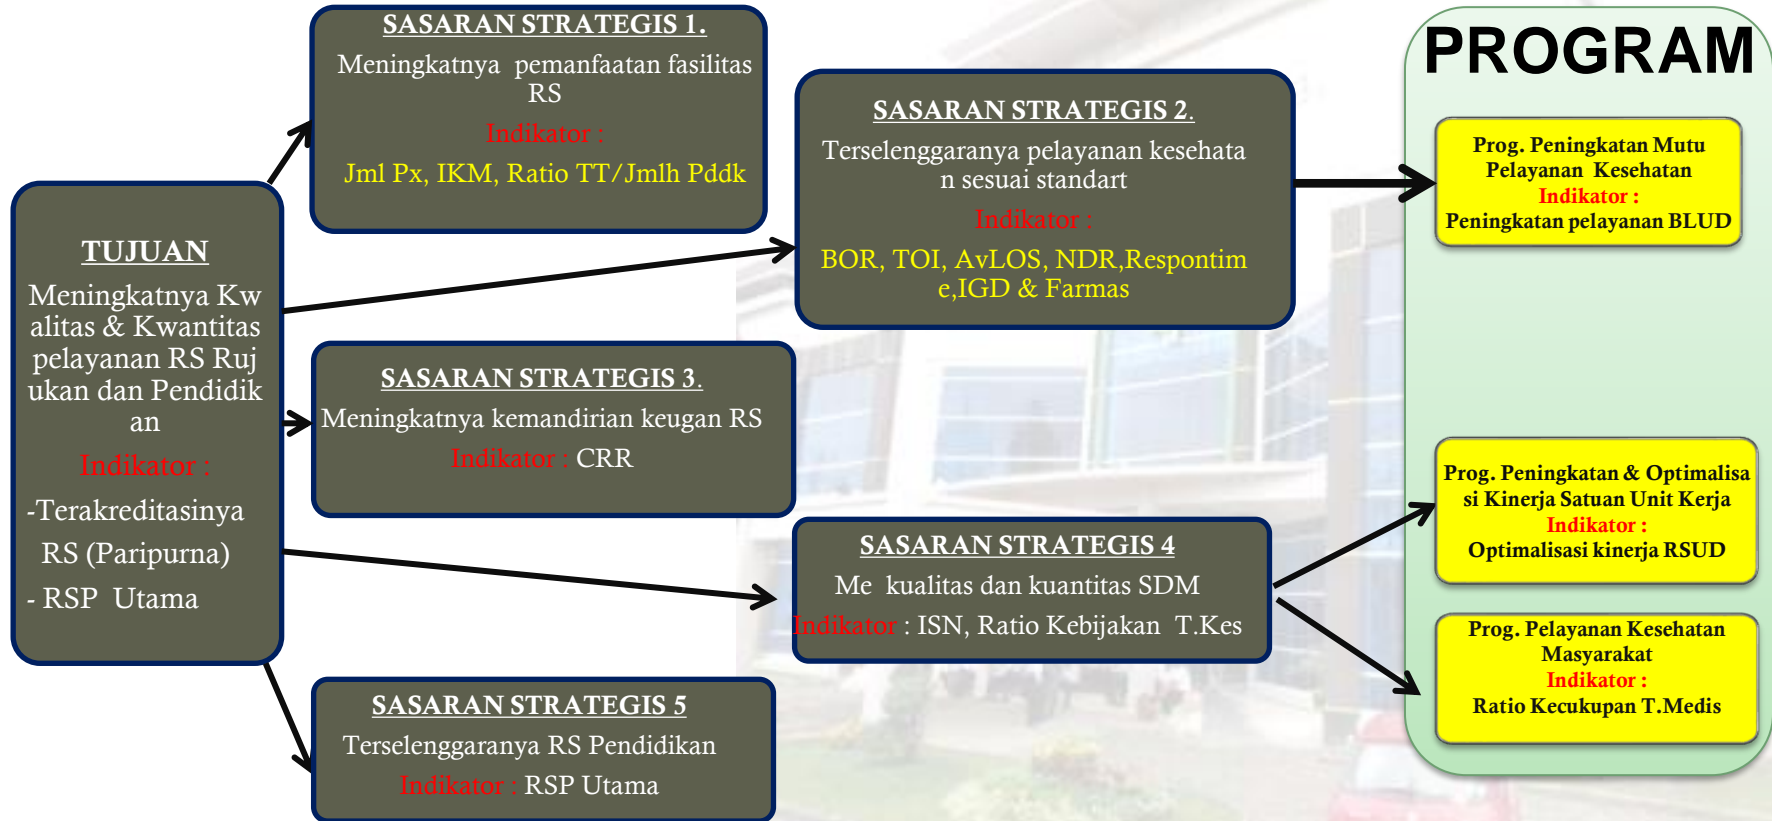 SASARAN STRATEGIS 1.
Meningkatnya pemanfaatan fasilitas
RS
Indikator :
Jml Px, IKM, Ratio TT/Jmlh Pddk
SASARAN STRATEGIS 2.
Terselenggaranya pelayanan kesehata
n sesuai standart
Indikator :
BOR, TOI, AvLOS, NDR,Respontim
e,IGD & Farmas
TUJUAN
Meningkatnya Kw
alitas & Kwantitas
pelayanan RS Ruj
ukan dan Pendidik
an
Indikator :
-Terakreditasinya
RS (Paripurna)
- RSP Utama
SASARAN STRATEGIS 3.
Meningkatnya kemandirian keugan RS
Indikator : CRR
SASARAN STRATEGIS 4
Me kualitas dan kuantitas SDM
Indikator : ISN, Ratio Kebijakan T.Kes
SASARAN STRATEGIS 5
Terselenggaranya RS Pendidikan
Indikator : RSP Utama
PROGRAM
Prog. Peningkatan Mutu
Pelayanan Kesehatan
Indikator :
Peningkatan pelayanan BLUD
Prog. Peningkatan & Optimalisa
si Kinerja Satuan Unit Kerja
Indikator :
Optimalisasi kinerja RSUD
Prog. Pelayanan Kesehatan
Masyarakat
Indikator :
Ratio Kecukupan T.Medis